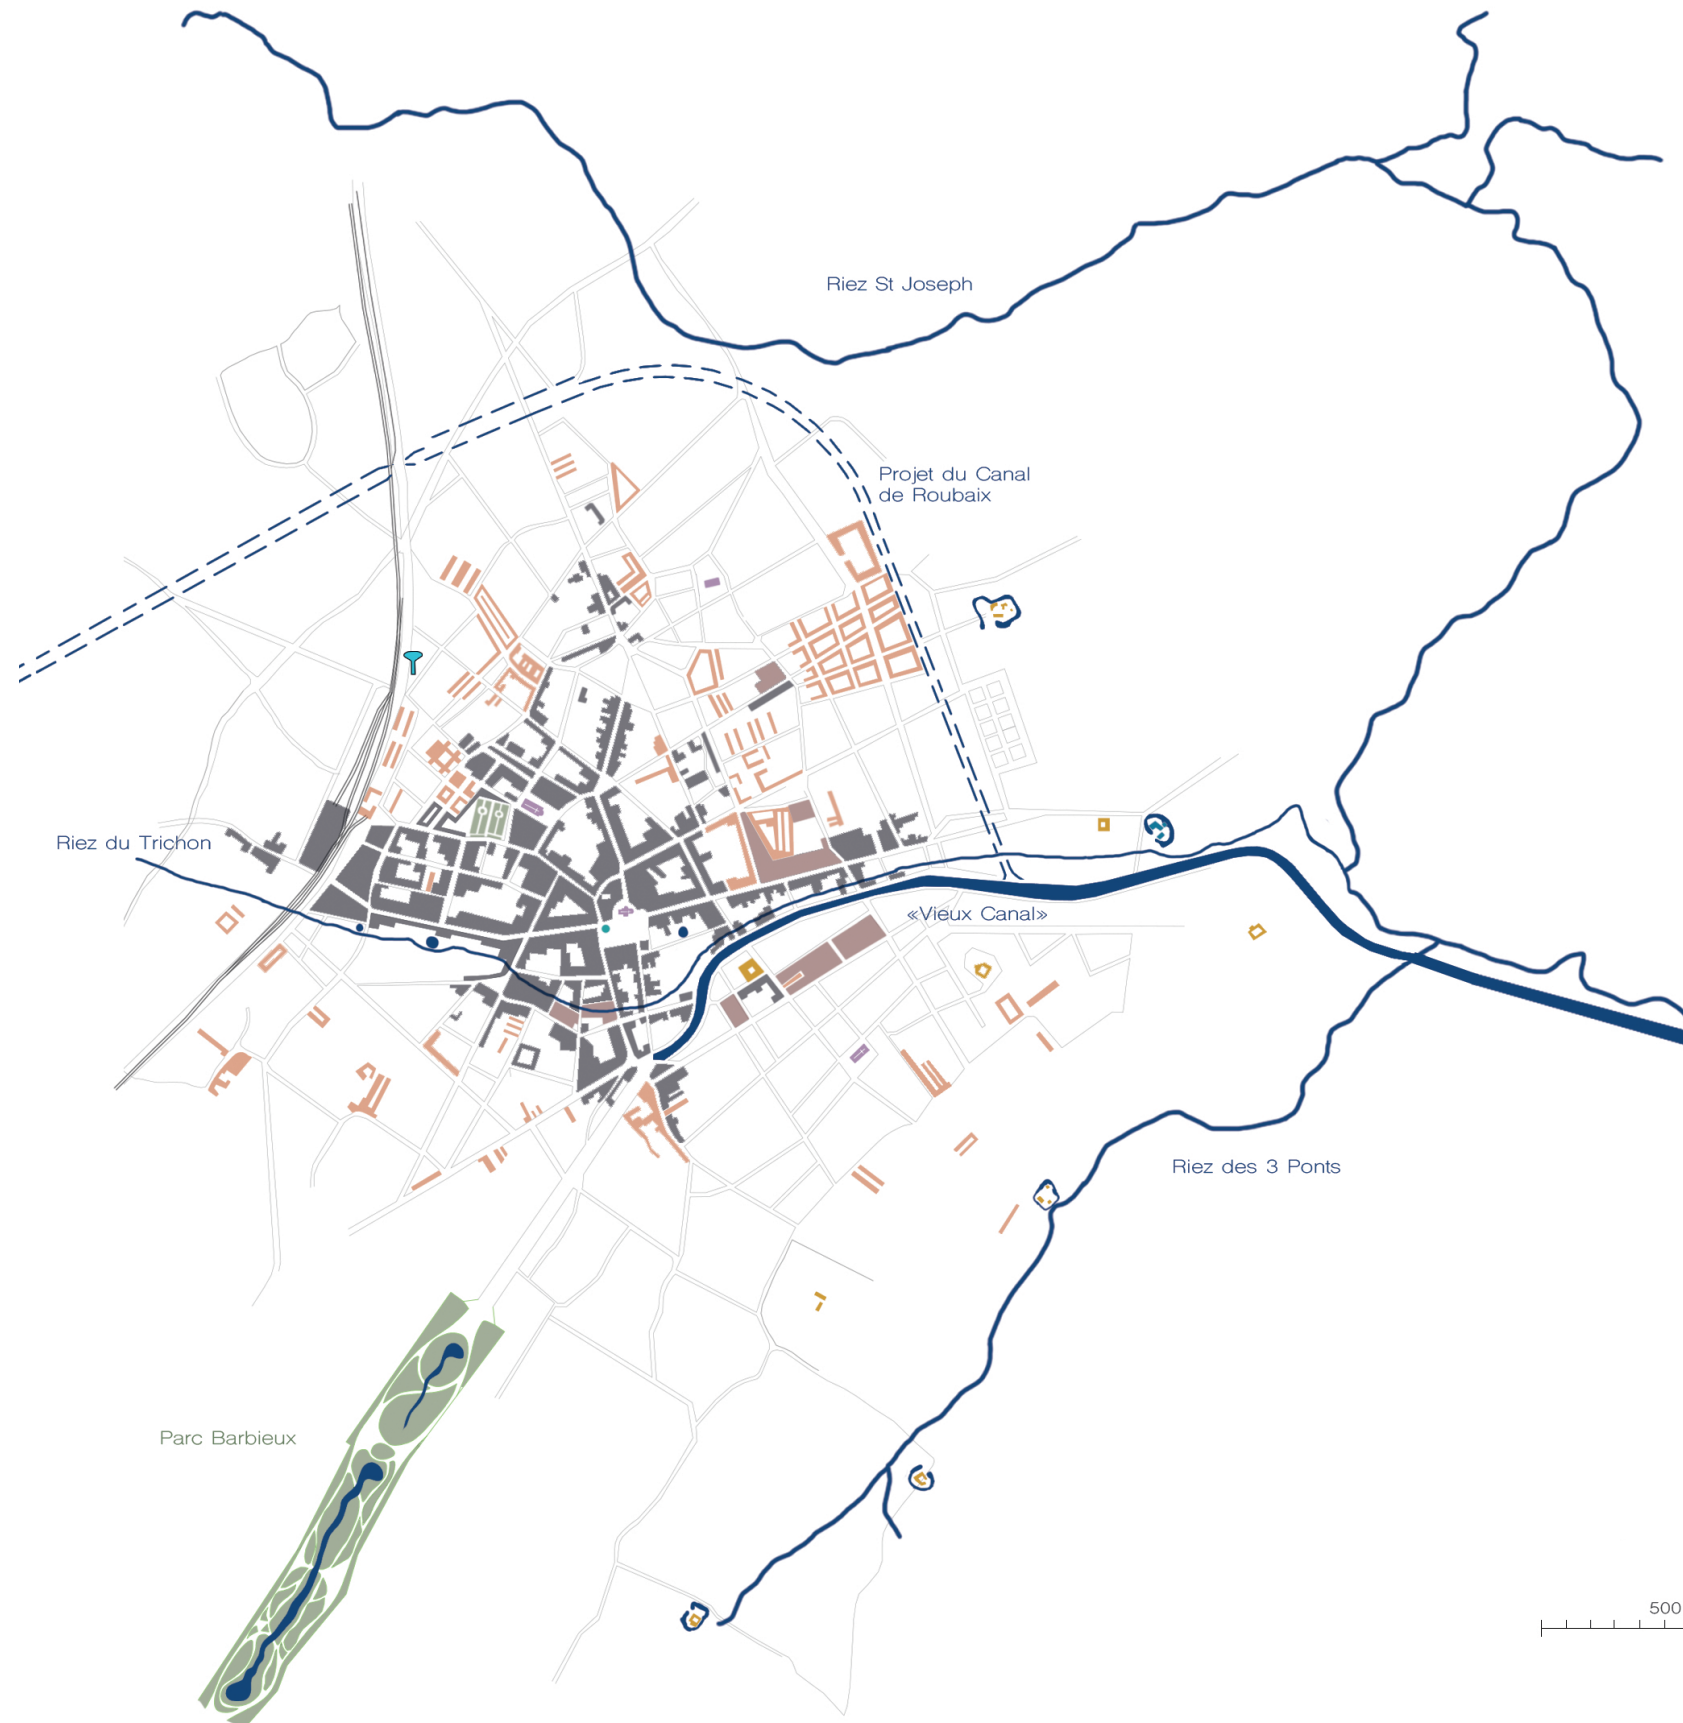 Riez St Joseph
Projet du Canal
de Roubaix
Riez du Trichon
«Vieux Canal»
Riez des 3 Ponts
Parc Barbieux
500